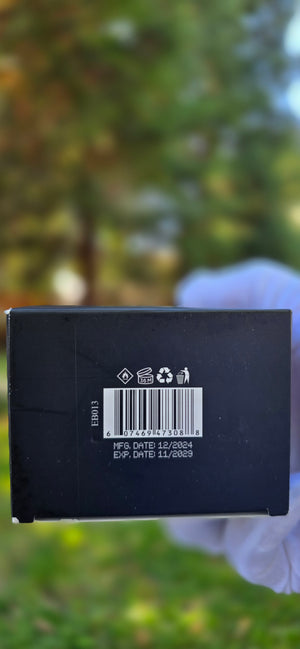 EB013
6 07469 47308 8
MFG. DATE: 12/2024
EXP. DATE: 11/2029